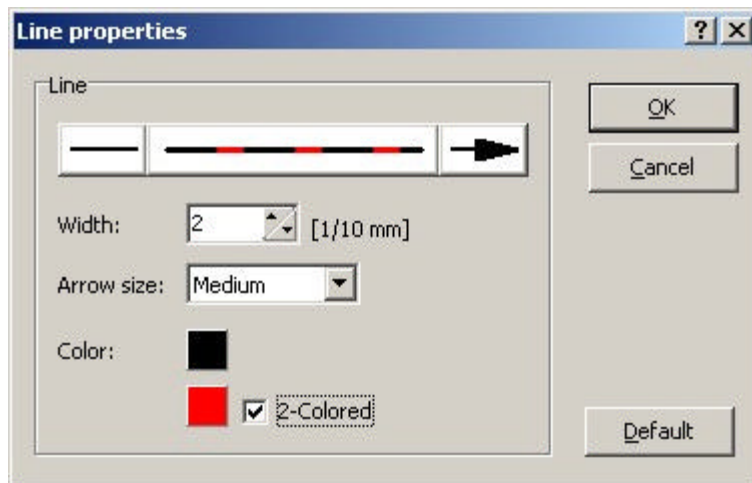 Line properties
Line
OK
Cancel
Width: 2 [1/10 mm]
Arrow size: Medium
Color:
2-Colored
Default